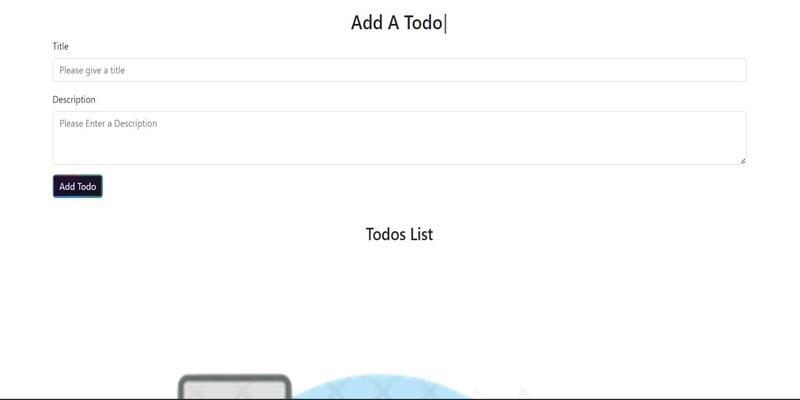 Add A Todo|
Title
Please give a title
Description
Please Enter a Description
Add Todo
Todos List